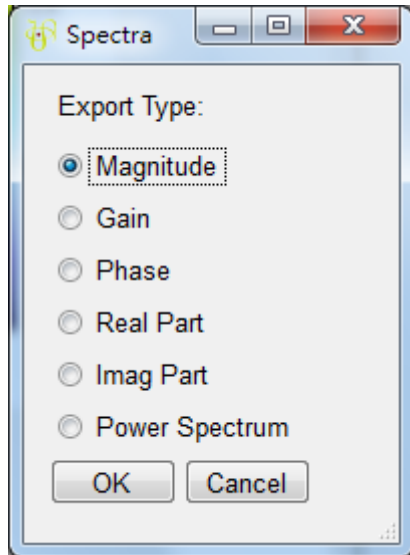 Spectra
Export Type:
Magnitude
Gain
Phase
Real Part
Imag Part
Power Spectrum
OK Cancel